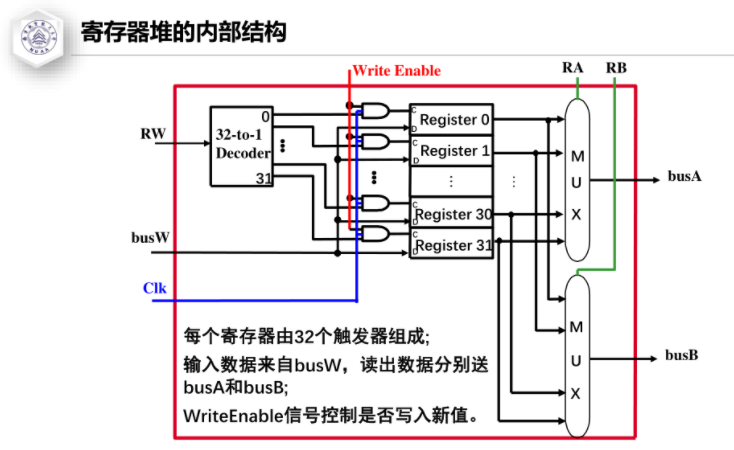 寄存器堆的内部结构
Write Enable
RA
RB
RW
32-to-1
Decoder
0
31
C
Register 0
D
C
Register 1
D
C
Register 30
D
C
Register 31
D
M
U
X
busA
busW
Clk
M
U
X
busB
每个寄存器由32个触发器组成;
输入数据来自busW，读出数据分别送
busA和busB;
WriteEnable信号控制是否写入新值。